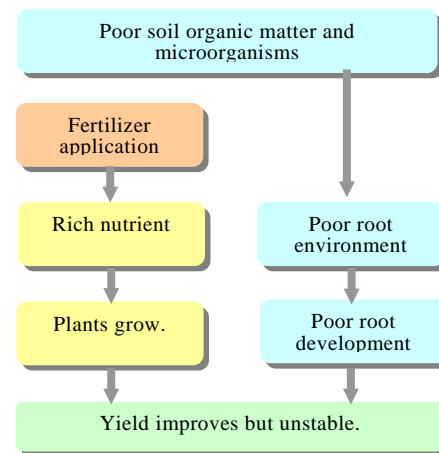 Poor soil organic matter and
microorganisms
Fertilizer
application
Rich nutrient
Poor root
environment
Plants grow.
Poor root
development
Yield improves but unstable.